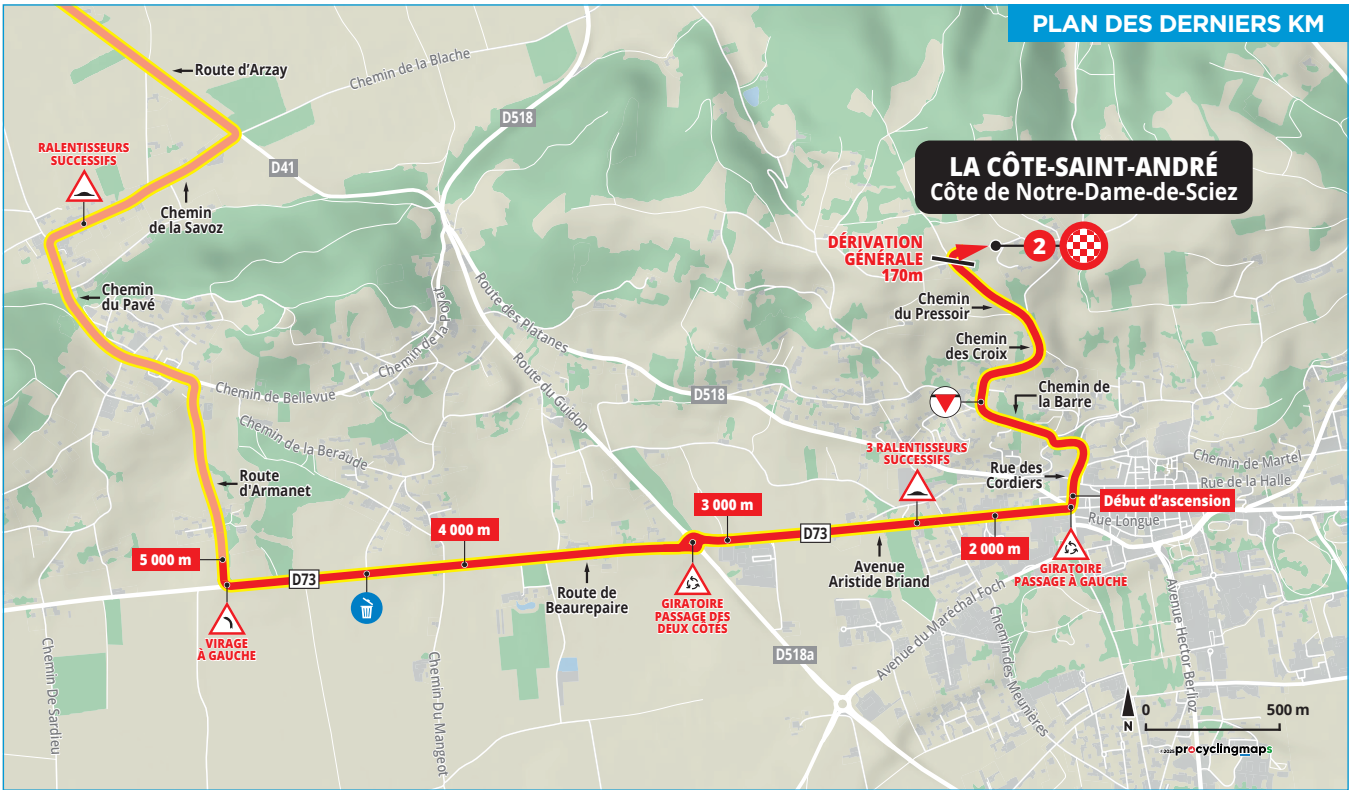 PLAN DES DERNIERS KM
Route d'Arzay
Chemin de la Blache
D518
RALENTISSEURS
SUCCESSIFS
D41
LA CÔTE-SAINT-ANDRÉ
Côte de Notre-Dame-de-Sciez
Chemin
de la Savoz
DÉRIVATION
GÉNÉRALE
170m
2
Chemin
du Pavé
Route des Platanes
Chemin
du Pressoir
Chemin de la
Poyat
Route du Guidon
Chemin
des Croix
Chemin de Bellevue
D518
Chemin de
la Barre
Chemin de la Beraude
3 RALENTISSEURS
SUCCESSIFS
Chemin de Martel
Rue de la Halle
Route
d'Armanet
Rue des
Cordiers
Début d'ascension
Rue Longue
3 000 m
4 000 m
D73
2 000 m
5 000 m
D73
Avenue
Aristide Briand
GIRATOIRE
PASSAGE À GAUCHE
Route de
Beaurepaire
GIRATOIRE
PASSAGE DES
DEUX CÔTÉS
VIRAGE
À GAUCHE
Avenue du Maréchal Foch
Chemin De Sardieu
Chemin Du Mangeot
D518a
Chemin des Meunières
Avenue Hector Berlioz
N
0
500 m
©2025 procyclingmaps